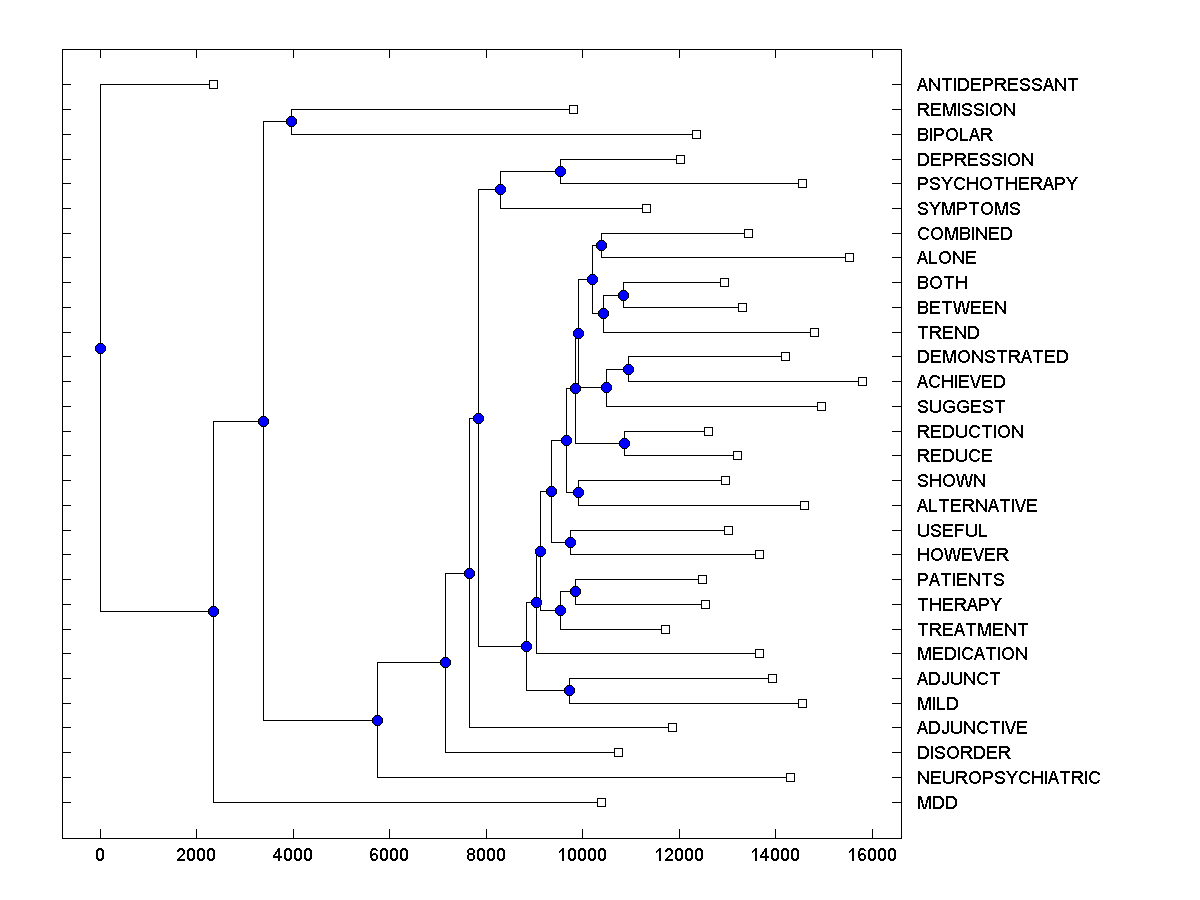 ANTIDEPRESSANT
REMISSION
BIPOLAR
DEPRESSION
PSYCHOTHERAPY
SYMPTOMS
COMBINED
ALONE
BOTH
BETWEEN
TREND
DEMONSTRATED
ACHIEVED
SUGGEST
REDUCTION
REDUCE
SHOWN
ALTERNATIVE
USEFUL
HOWEVER
PATIENTS
THERAPY
TREATMENT
MEDICATION
ADJUNCT
MILD
ADJUNCTIVE
DISORDER
NEUROPSYCHIATRIC
MDD
0 2000 4000 6000 8000 10000 12000 14000 16000